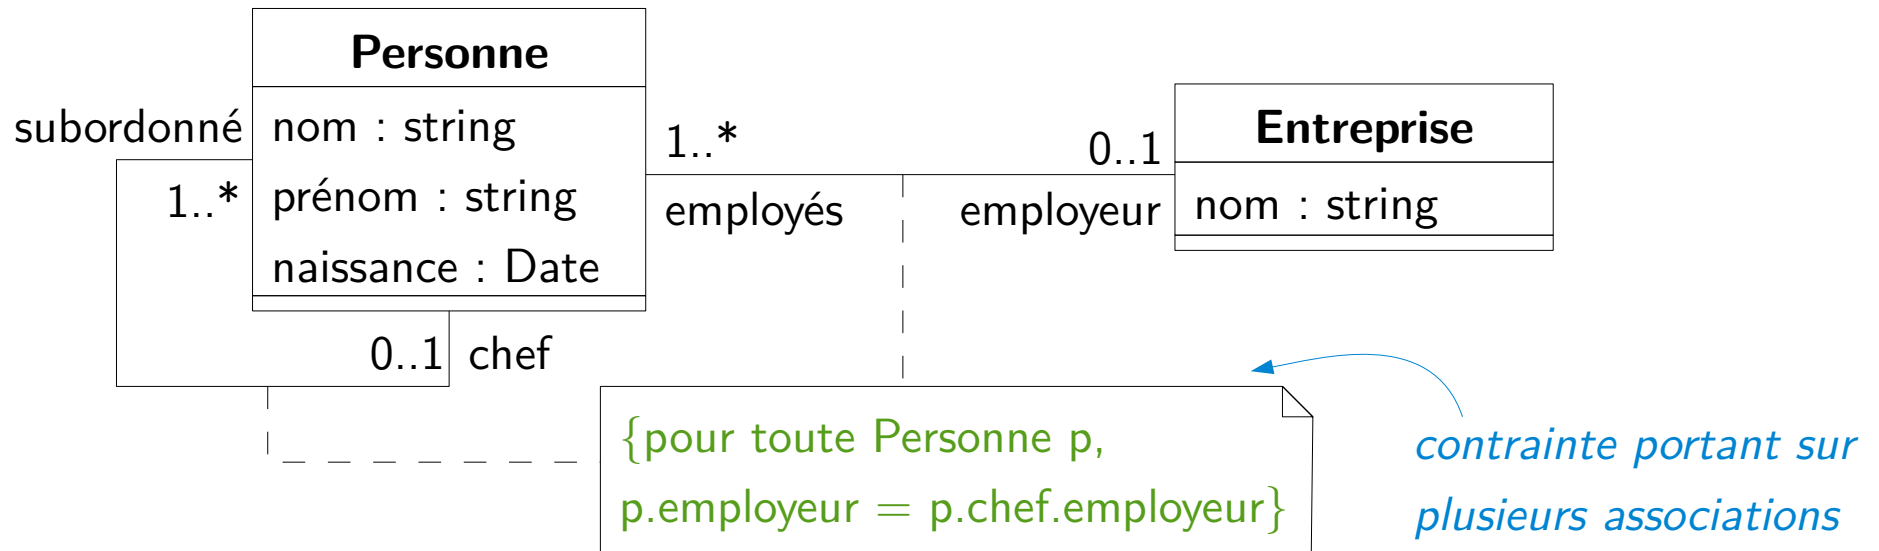 Personne
nom : string
prénom : string
naissance : Date
subordonné
1..*
0..1 chef
1..*
employés
0..1
employeur
Entreprise
nom : string
{pour toute Personne p,
p.employeur = p.chef.employeur}
contrainte portant sur
plusieurs associations